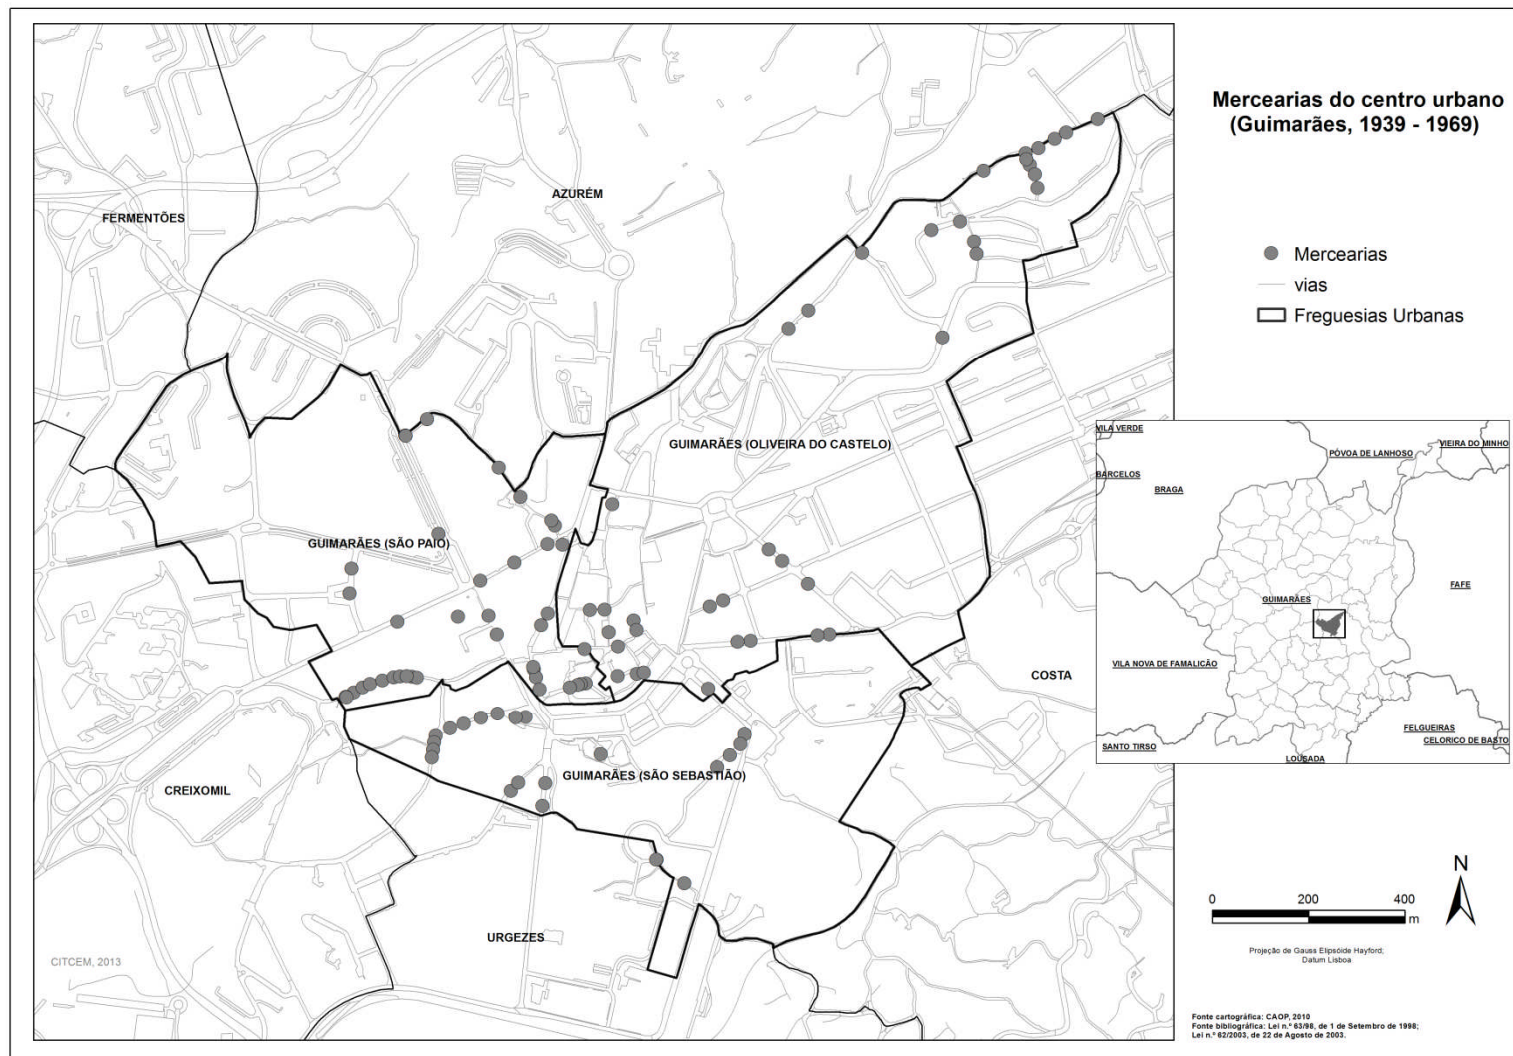 Mercearias do centro urbano
(Guimarães, 1939 - 1969)
Mercearias
vias
Freguesias Urbanas
FERMENTÕES
AZURÉM
GUIMARÃES (OLIVEIRA DO CASTELO)
GUIMARÃES (SÃO PAIO)
COSTA
GUIMARÃES (SÃO SEBASTIÃO)
CREIXOMIL
URGEZES
CITCEM, 2013
VILA VERDE
VIEIRA DO MINHO
PÓVOA DE LANHOSO
BARCELOS
BRAGA
FAFE
GUIMARÃES
VILA NOVA DE FAMALICÃO
FELGUEIRAS
CELORICO DE BASTO
SANTO TIRSO
LOUSADA
N
0 200 400
m
Projeção de Gauss Elipsóide Hayford;
Datum Lisboa
Fonte cartográfica: CAOP, 2010
Fonte bibliográfica: Lei n.º 63/98, de 1 de Setembro de 1998;
Lei n.º 62/2003, de 22 de Agosto de 2003.